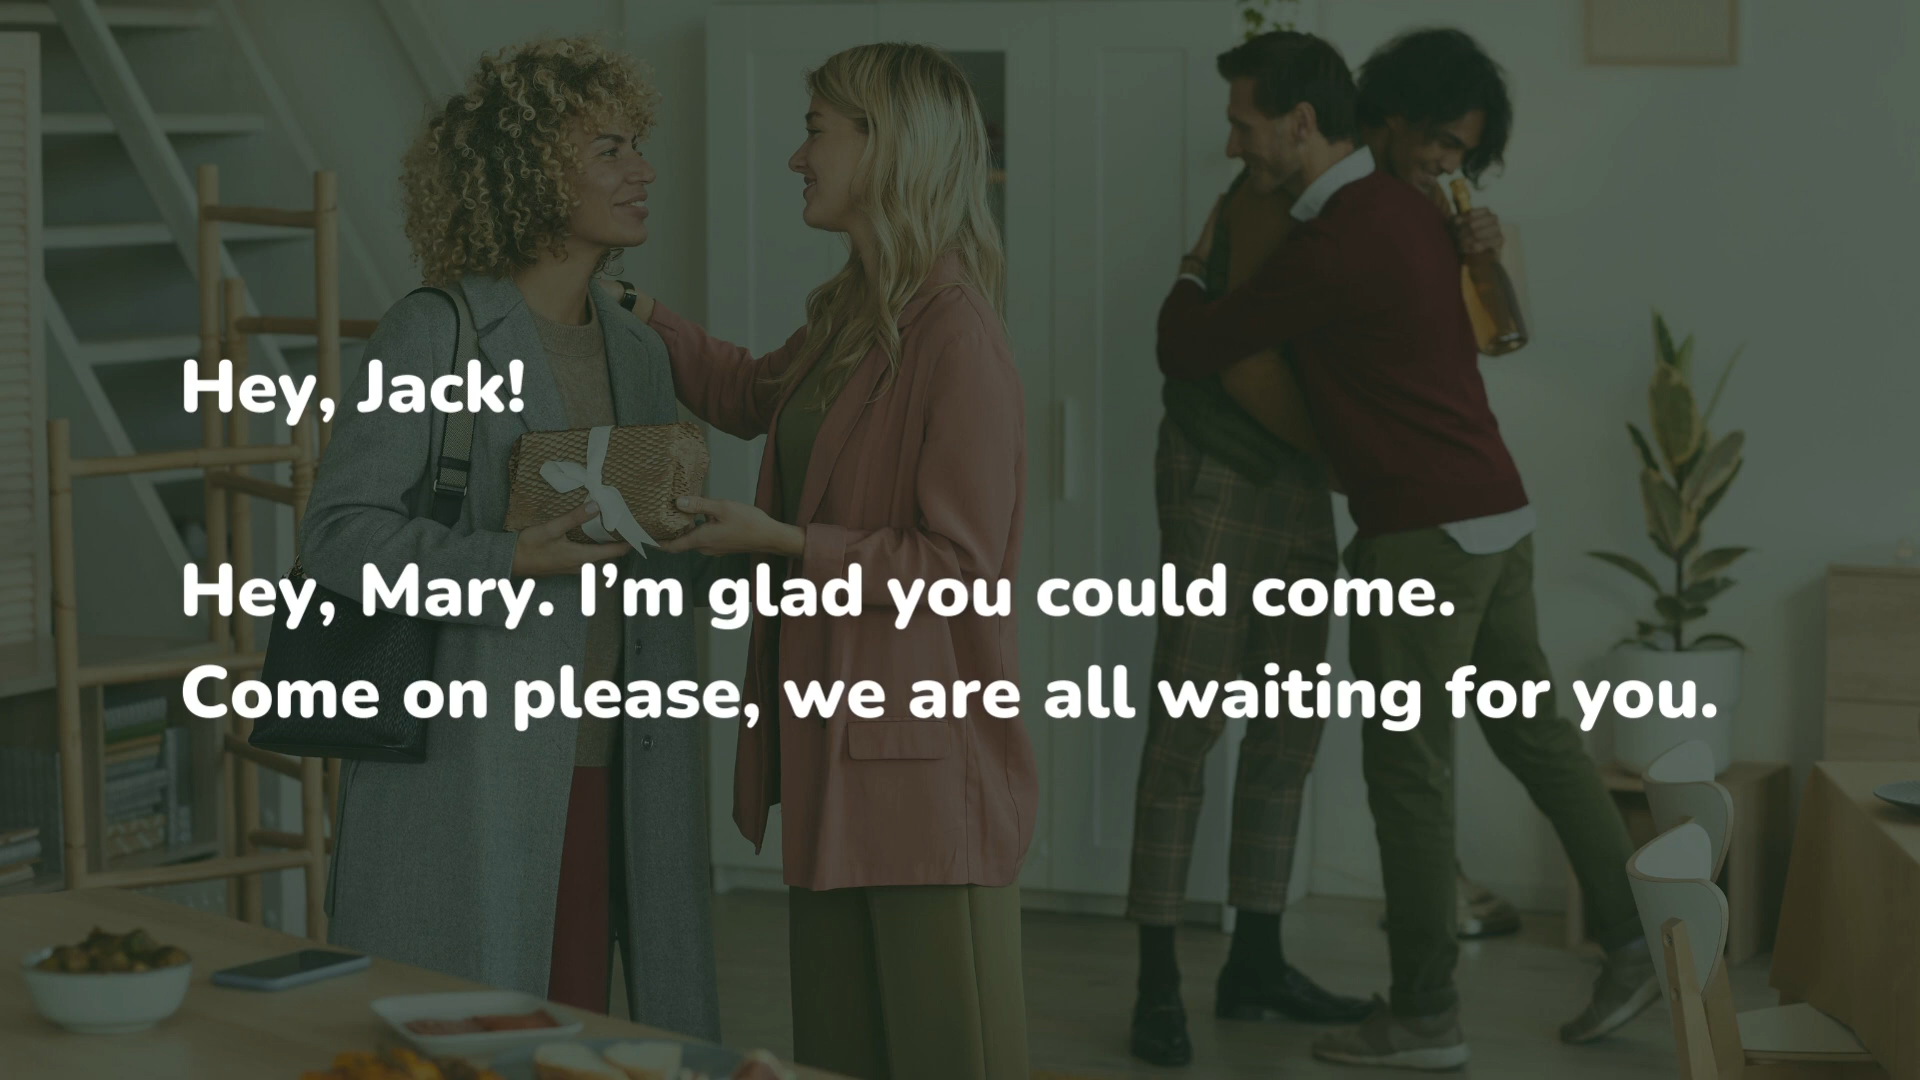 Hey, Jack!
Hey, Mary. I’m glad you could come.
Come on please, we are all waiting for you.